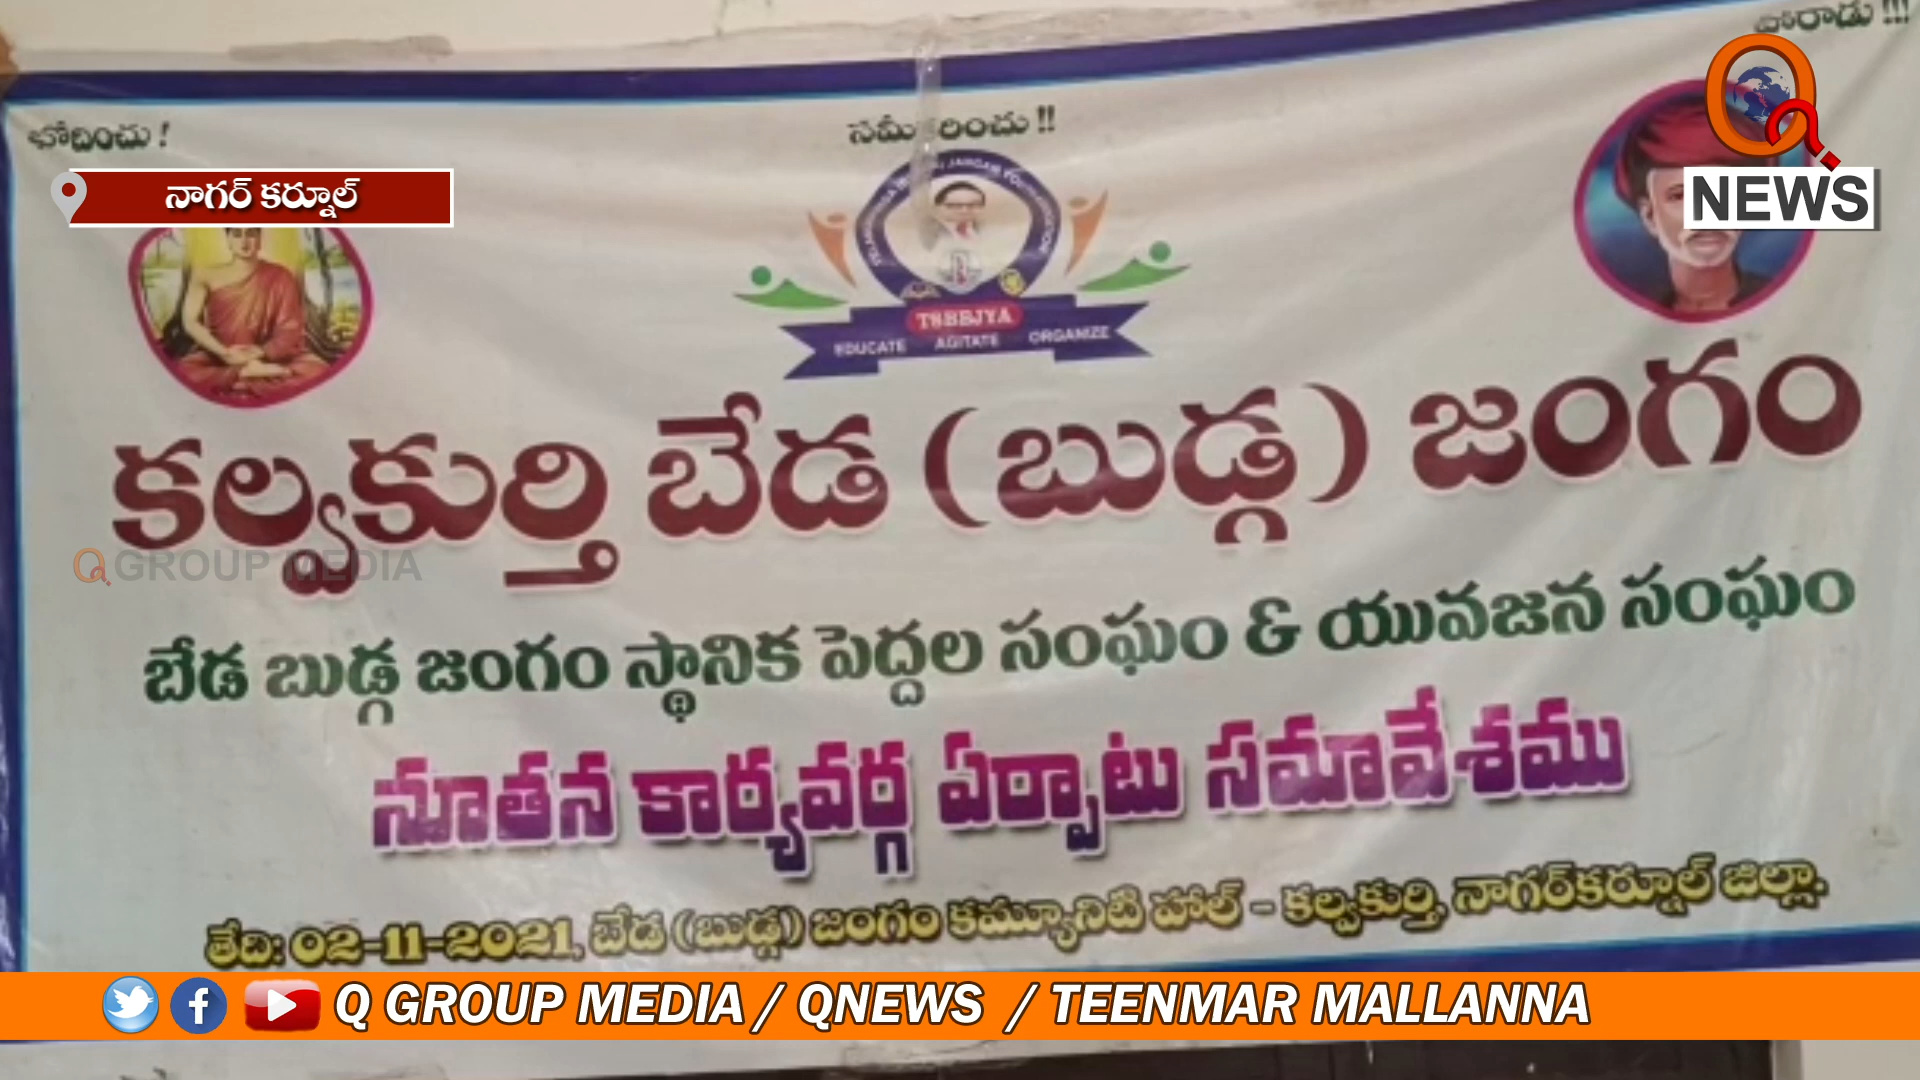 పోరాడు !!!
బోధించు !
సమీకరించు !!
NEWS
నాగర్ కర్నూల్
TSBBJYA
EDUCATE AGITATE ORGANIZE
కల్వకుర్తి బేడ (బుడ్గ) జంగం
Q GROUP MEDIA
బేడ బుడ్గ జంగం స్థానిక పెద్దల సంఘం & యువజన సంఘం
నూతన కార్యవర్గ ఏర్పాటు సమావేశము
తేది: 02-11-2021, బేడ (బుడ్గ) జంగం కమ్యూనిటి హాల్ - కల్వకుర్తి, నాగర్‌కర్నూల్ జిల్లా.
Q GROUP MEDIA / QNEWS / TEENMAR MALLANNA